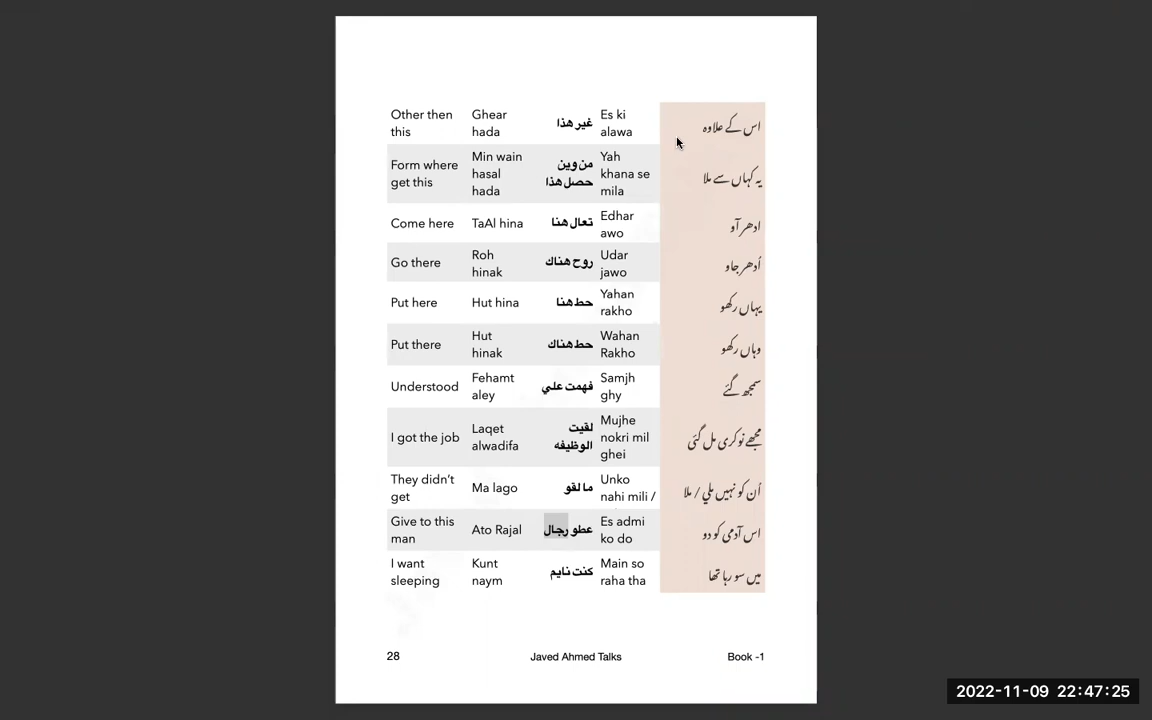 Other then
this
Ghear
hada
غير هذا
Es ki
alawa
اس کے علاوہ
Form where
get this
Min wain
hasal
hada
من وين
حصل هذا
Yah
khana se
mila
یہ کہاں سے ملا
Come here
TaAl hina
تعال هنا
Edhar
awo
ادھر آو
Go there
Roh
hinak
روح هناك
Udar
jawo
اُدھر جاو
Put here
Hut hina
حط هنا
Yahan
rakho
یہاں رکھو
Put there
Hut
hinak
حط هناك
Wahan
Rakho
وہاں رکھو
Understood
Fehamt
aley
فهمت علي
Samjh
ghy
سمجھ گئے
I got the job
Laqet
alwadifa
لقيت
الوظيفه
Mujhe
nokri mil
ghei
مجھے نوکری مل گئی
They didn't
get
Ma lago
ما لقو
Unko
nahi mili /
اُن کو نہیں ملي / ملا
Give to this
man
Ato Rajal
عطو رجال
Es admi
ko do
اس آدمی کو دو
I want
sleeping
Kunt
naym
كنت نايم
Main so
raha tha
میں سو رہا تھا
28
Javed Ahmed Talks
Book -1
2022-11-09 22:47:25